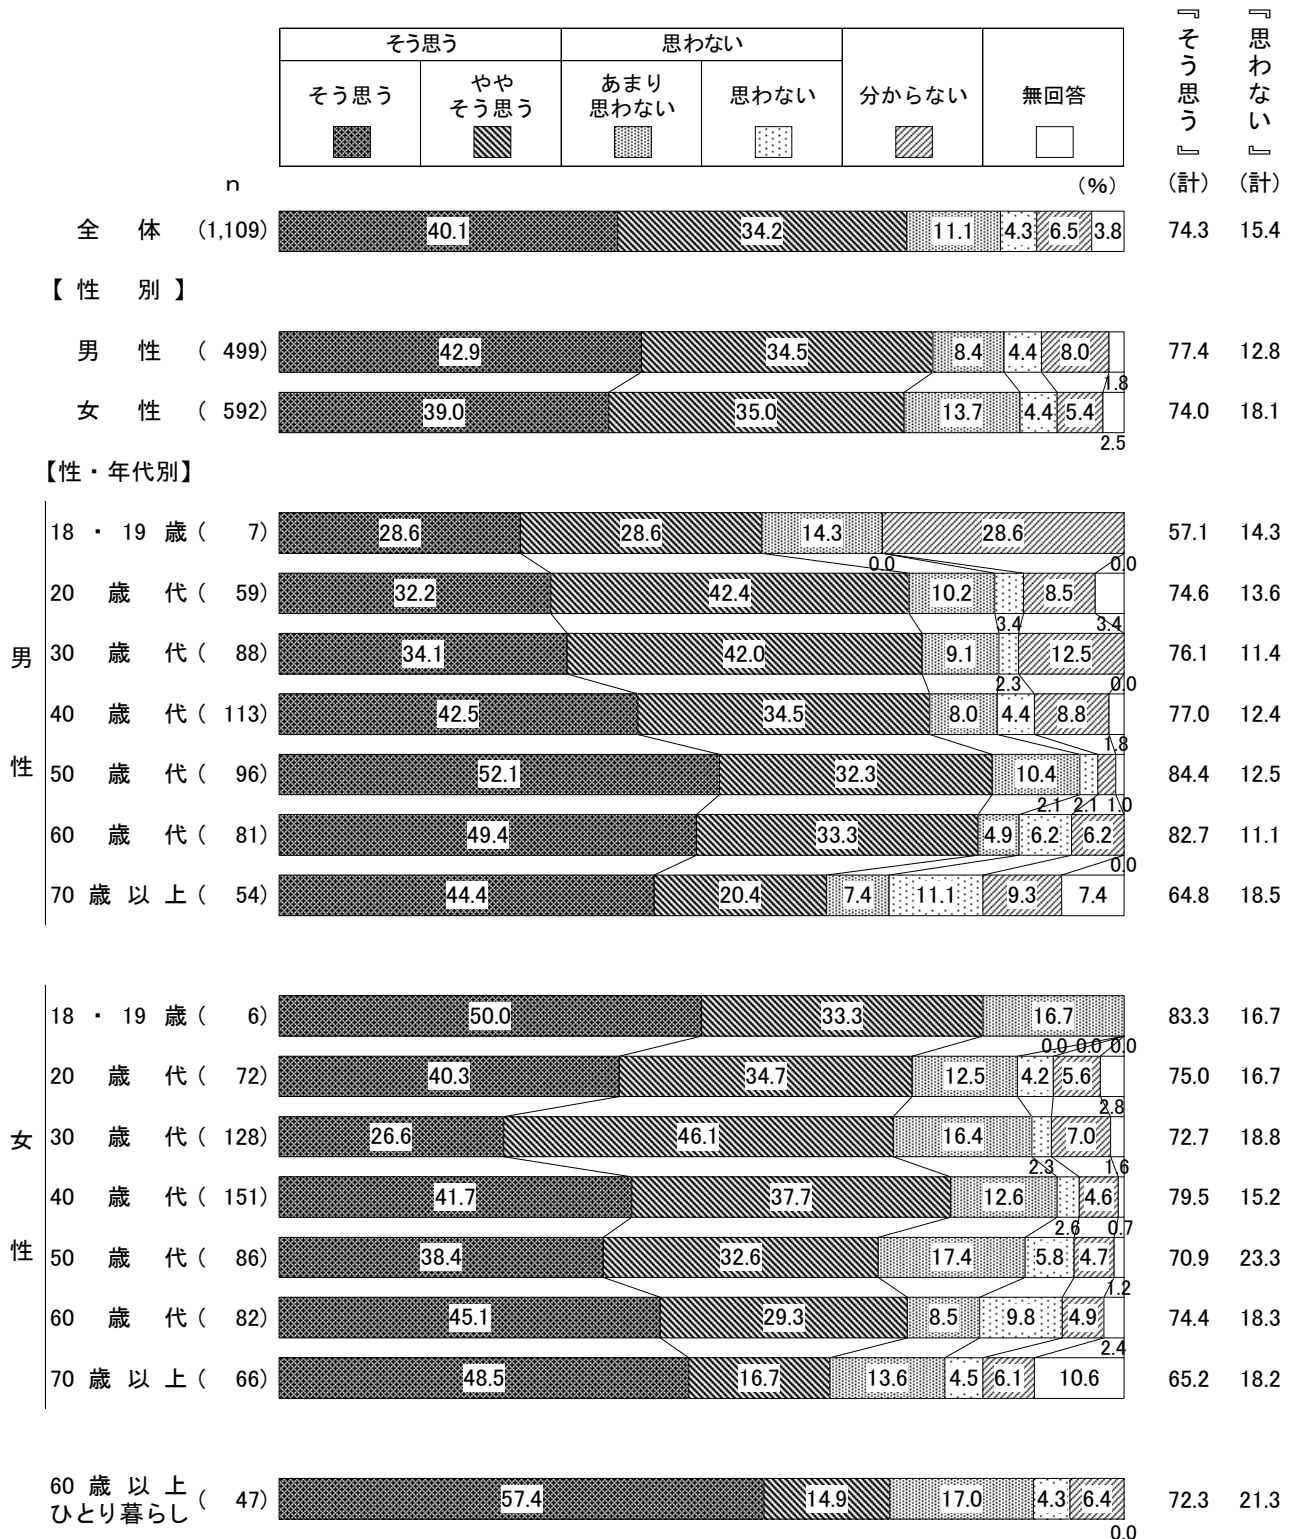 『そう思う』 『思わない』
そう思う 思わない
そう思う やや そう思う あまり 思わない 思わない 分からない 無回答
n (%) (計) (計)
全 体 (1,109) 40.1 34.2 11.1 4.3 6.5 3.8 74.3 15.4
【 性 別 】
男 性 ( 499) 42.9 34.5 8.4 4.4 8.0 1.8 77.4 12.8
女 性 ( 592) 39.0 35.0 13.7 4.4 5.4 2.5 74.0 18.1
【性・年代別】
男性
18 ・ 19 歳 ( 7) 28.6 28.6 14.3 0.0 28.6 0.0 57.1 14.3
20 歳 代 ( 59) 32.2 42.4 10.2 3.4 8.5 3.4 74.6 13.6
30 歳 代 ( 88) 34.1 42.0 9.1 2.3 12.5 0.0 76.1 11.4
40 歳 代 ( 113) 42.5 34.5 8.0 4.4 8.8 1.8 77.0 12.4
50 歳 代 ( 96) 52.1 32.3 10.4 2.1 2.1 1.0 84.4 12.5
60 歳 代 ( 81) 49.4 33.3 4.9 6.2 6.2 0.0 82.7 11.1
70 歳 以 上 ( 54) 44.4 20.4 7.4 11.1 9.3 7.4 64.8 18.5
女性
18 ・ 19 歳 ( 6) 50.0 33.3 16.7 0.0 0.0 0.0 83.3 16.7
20 歳 代 ( 72) 40.3 34.7 12.5 4.2 5.6 2.8 75.0 16.7
30 歳 代 ( 128) 26.6 46.1 16.4 2.3 7.0 1.6 72.7 18.8
40 歳 代 ( 151) 41.7 37.7 12.6 2.6 4.6 0.7 79.5 15.2
50 歳 代 ( 86) 38.4 32.6 17.4 5.8 4.7 1.2 70.9 23.3
60 歳 代 ( 82) 45.1 29.3 8.5 9.8 4.9 2.4 74.4 18.3
70 歳 以 上 ( 66) 48.5 16.7 13.6 4.5 6.1 10.6 65.2 18.2
60 歳 以 上
ひとり暮らし ( 47) 57.4 14.9 17.0 4.3 6.4 0.0 72.3 21.3